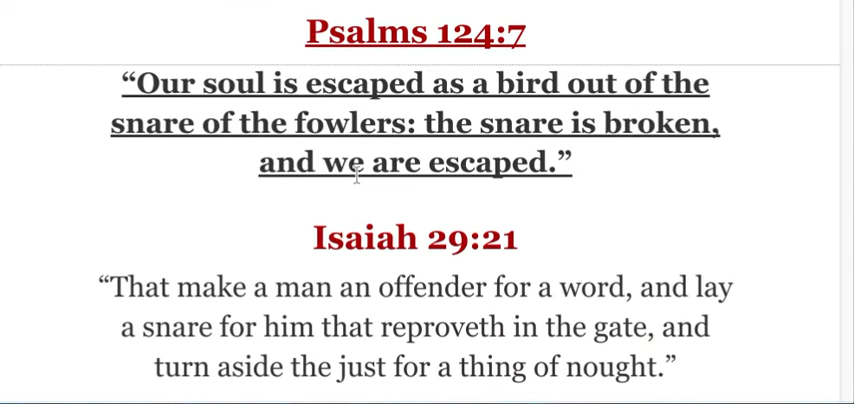 Psalms 124:7
“Our soul is escaped as a bird out of the
snare of the fowlers: the snare is broken,
and we are escaped.”
Isaiah 29:21
“That make a man an offender for a word, and lay
a snare for him that reproveth in the gate, and
turn aside the just for a thing of nought.”